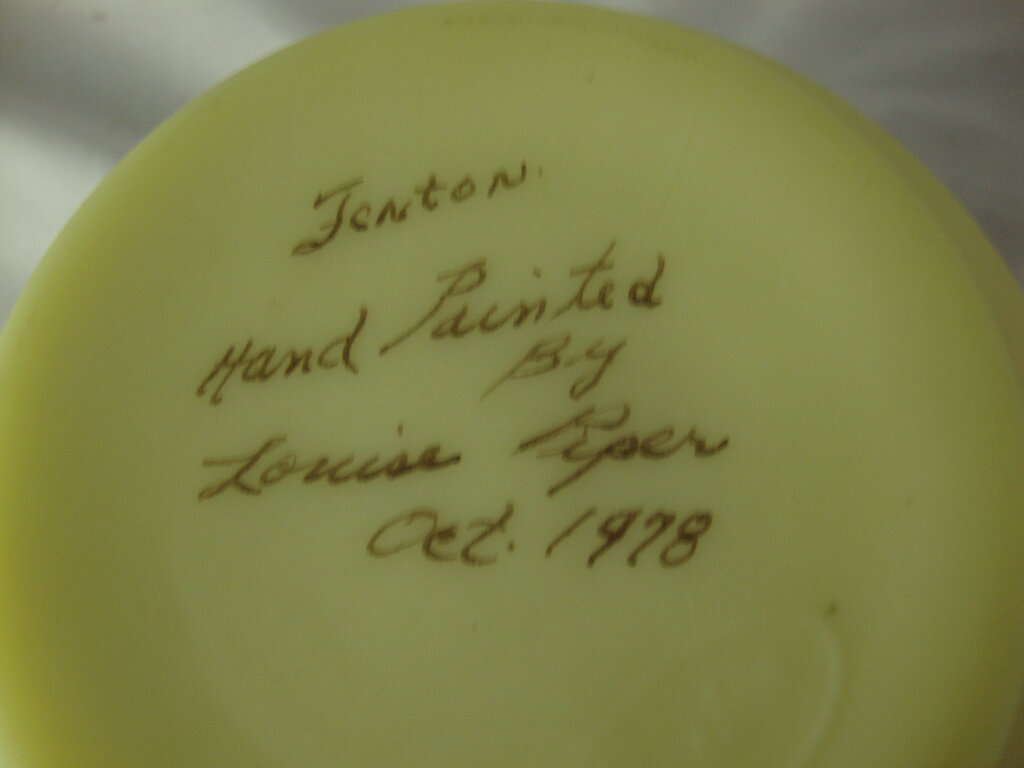 Fenton.
Hand Painted
By
Louise Piper
Oct. 1978